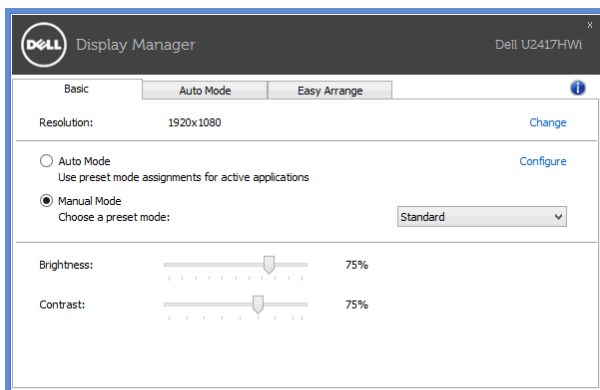 x
DELL Display Manager Dell U2417HWi
Basic Auto Mode Easy Arrange i
Resolution: 1920x1080 Change
Auto Mode Configure
Use preset mode assignments for active applications
Manual Mode
Choose a preset mode: Standard
Brightness: 75%
Contrast: 75%